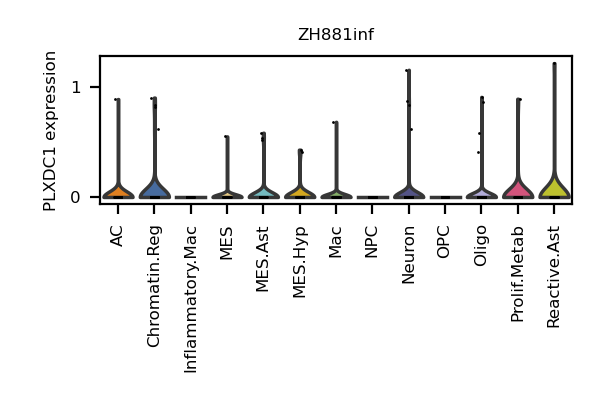 ZH881inf
PLXDC1 expression
1
0
AC
Chromatin.Reg
Inflammatory.Mac
MES
MES.Ast
MES.Hyp
Mac
NPC
Neuron
OPC
Oligo
Prolif.Metab
Reactive.Ast